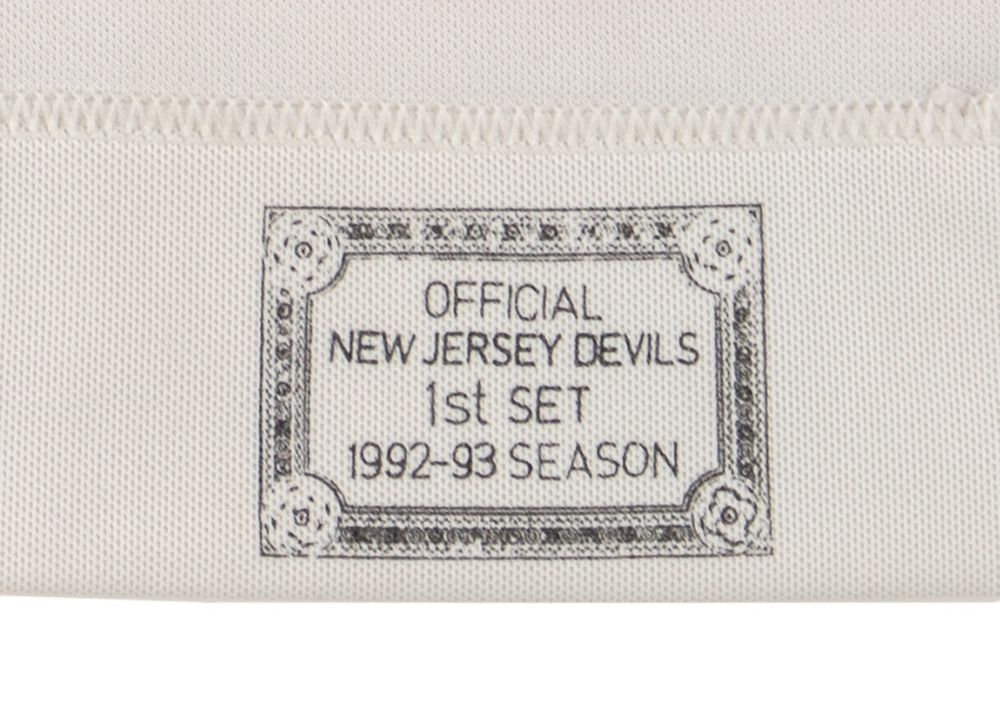 OFFICIAL
NEW JERSEY DEVILS
1st SET
1992-93 SEASON